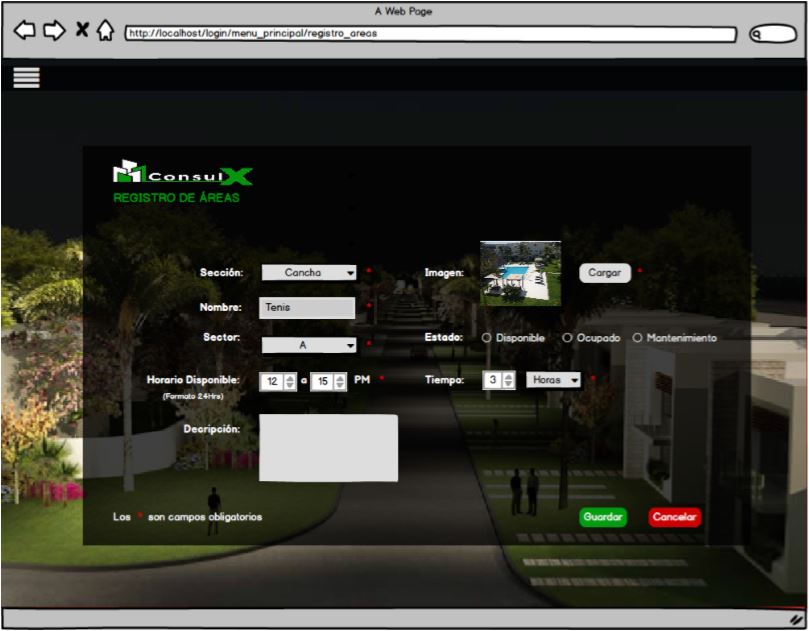 A Web Page
http://localhost/login/menu_principal/registro_areas
ConsulX
REGISTRO DE ÁREAS
Sección: Cancha *
Imagen: Cargar *
Nombre: Tenis *
Sector: A *
Estado: Disponible Ocupado Mantenimiento
Horario Disponible: 12 a 15 PM *
(Formato 24Hrs)
Tiempo: 3 Horas *
Decripción:
Los * son campos obligatorios
Guardar Cancelar